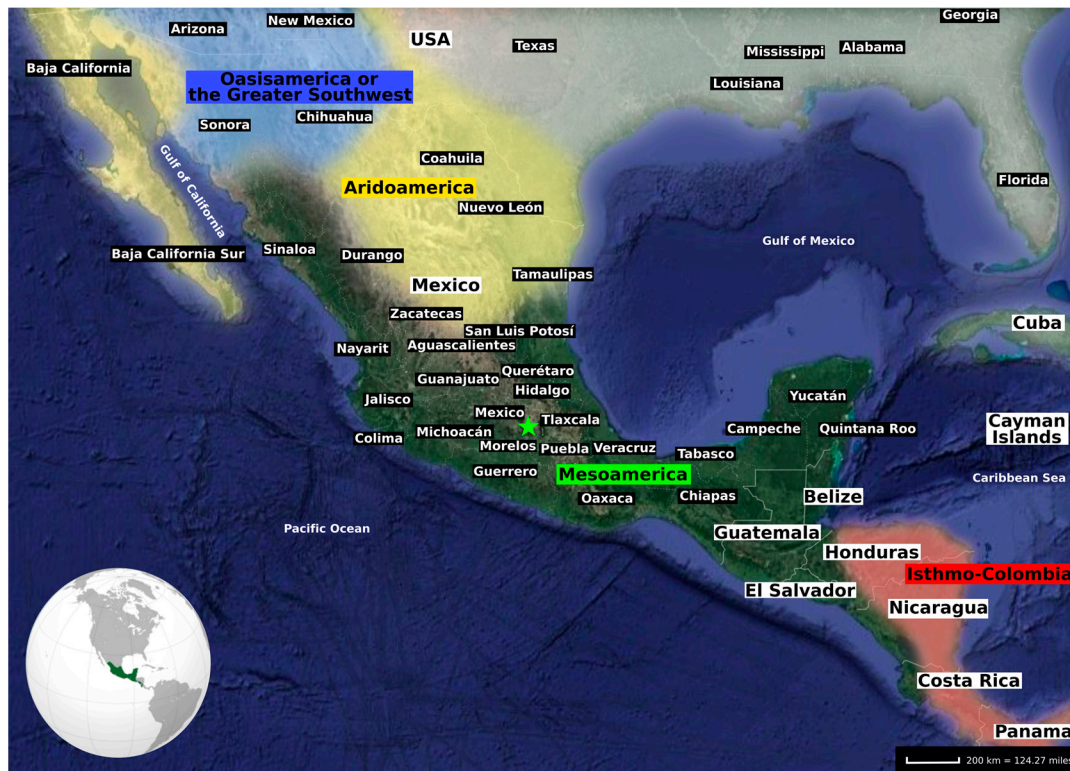 Georgia
New Mexico
Arizona
USA
Texas
Mississippi
Alabama
Baja California
Oasisamerica or
the Greater Southwest
Louisiana
Chihuahua
Sonora
Coahuila
Gulf of California
Florida
Aridoamerica
Nuevo León
Gulf of Mexico
Sinaloa
Baja California Sur
Durango
Tamaulipas
Mexico
Zacatecas
Cuba
San Luis Potosí
Nayarit
Aguascalientes
Querétaro
Guanajuato
Hidalgo
Yucatán
Jalisco
Mexico
Tlaxcala
Cayman
Islands
Colima
Michoacán
Campeche
Quintana Roo
Morelos
Puebla
Veracruz
Tabasco
Guerrero
Mesoamerica
Caribbean Sea
Oaxaca
Chiapas
Belize
Pacific Ocean
Guatemala
Honduras
Isthmo-Colombia
El Salvador
Nicaragua
Costa Rica
Panama
200 km = 124.27 miles